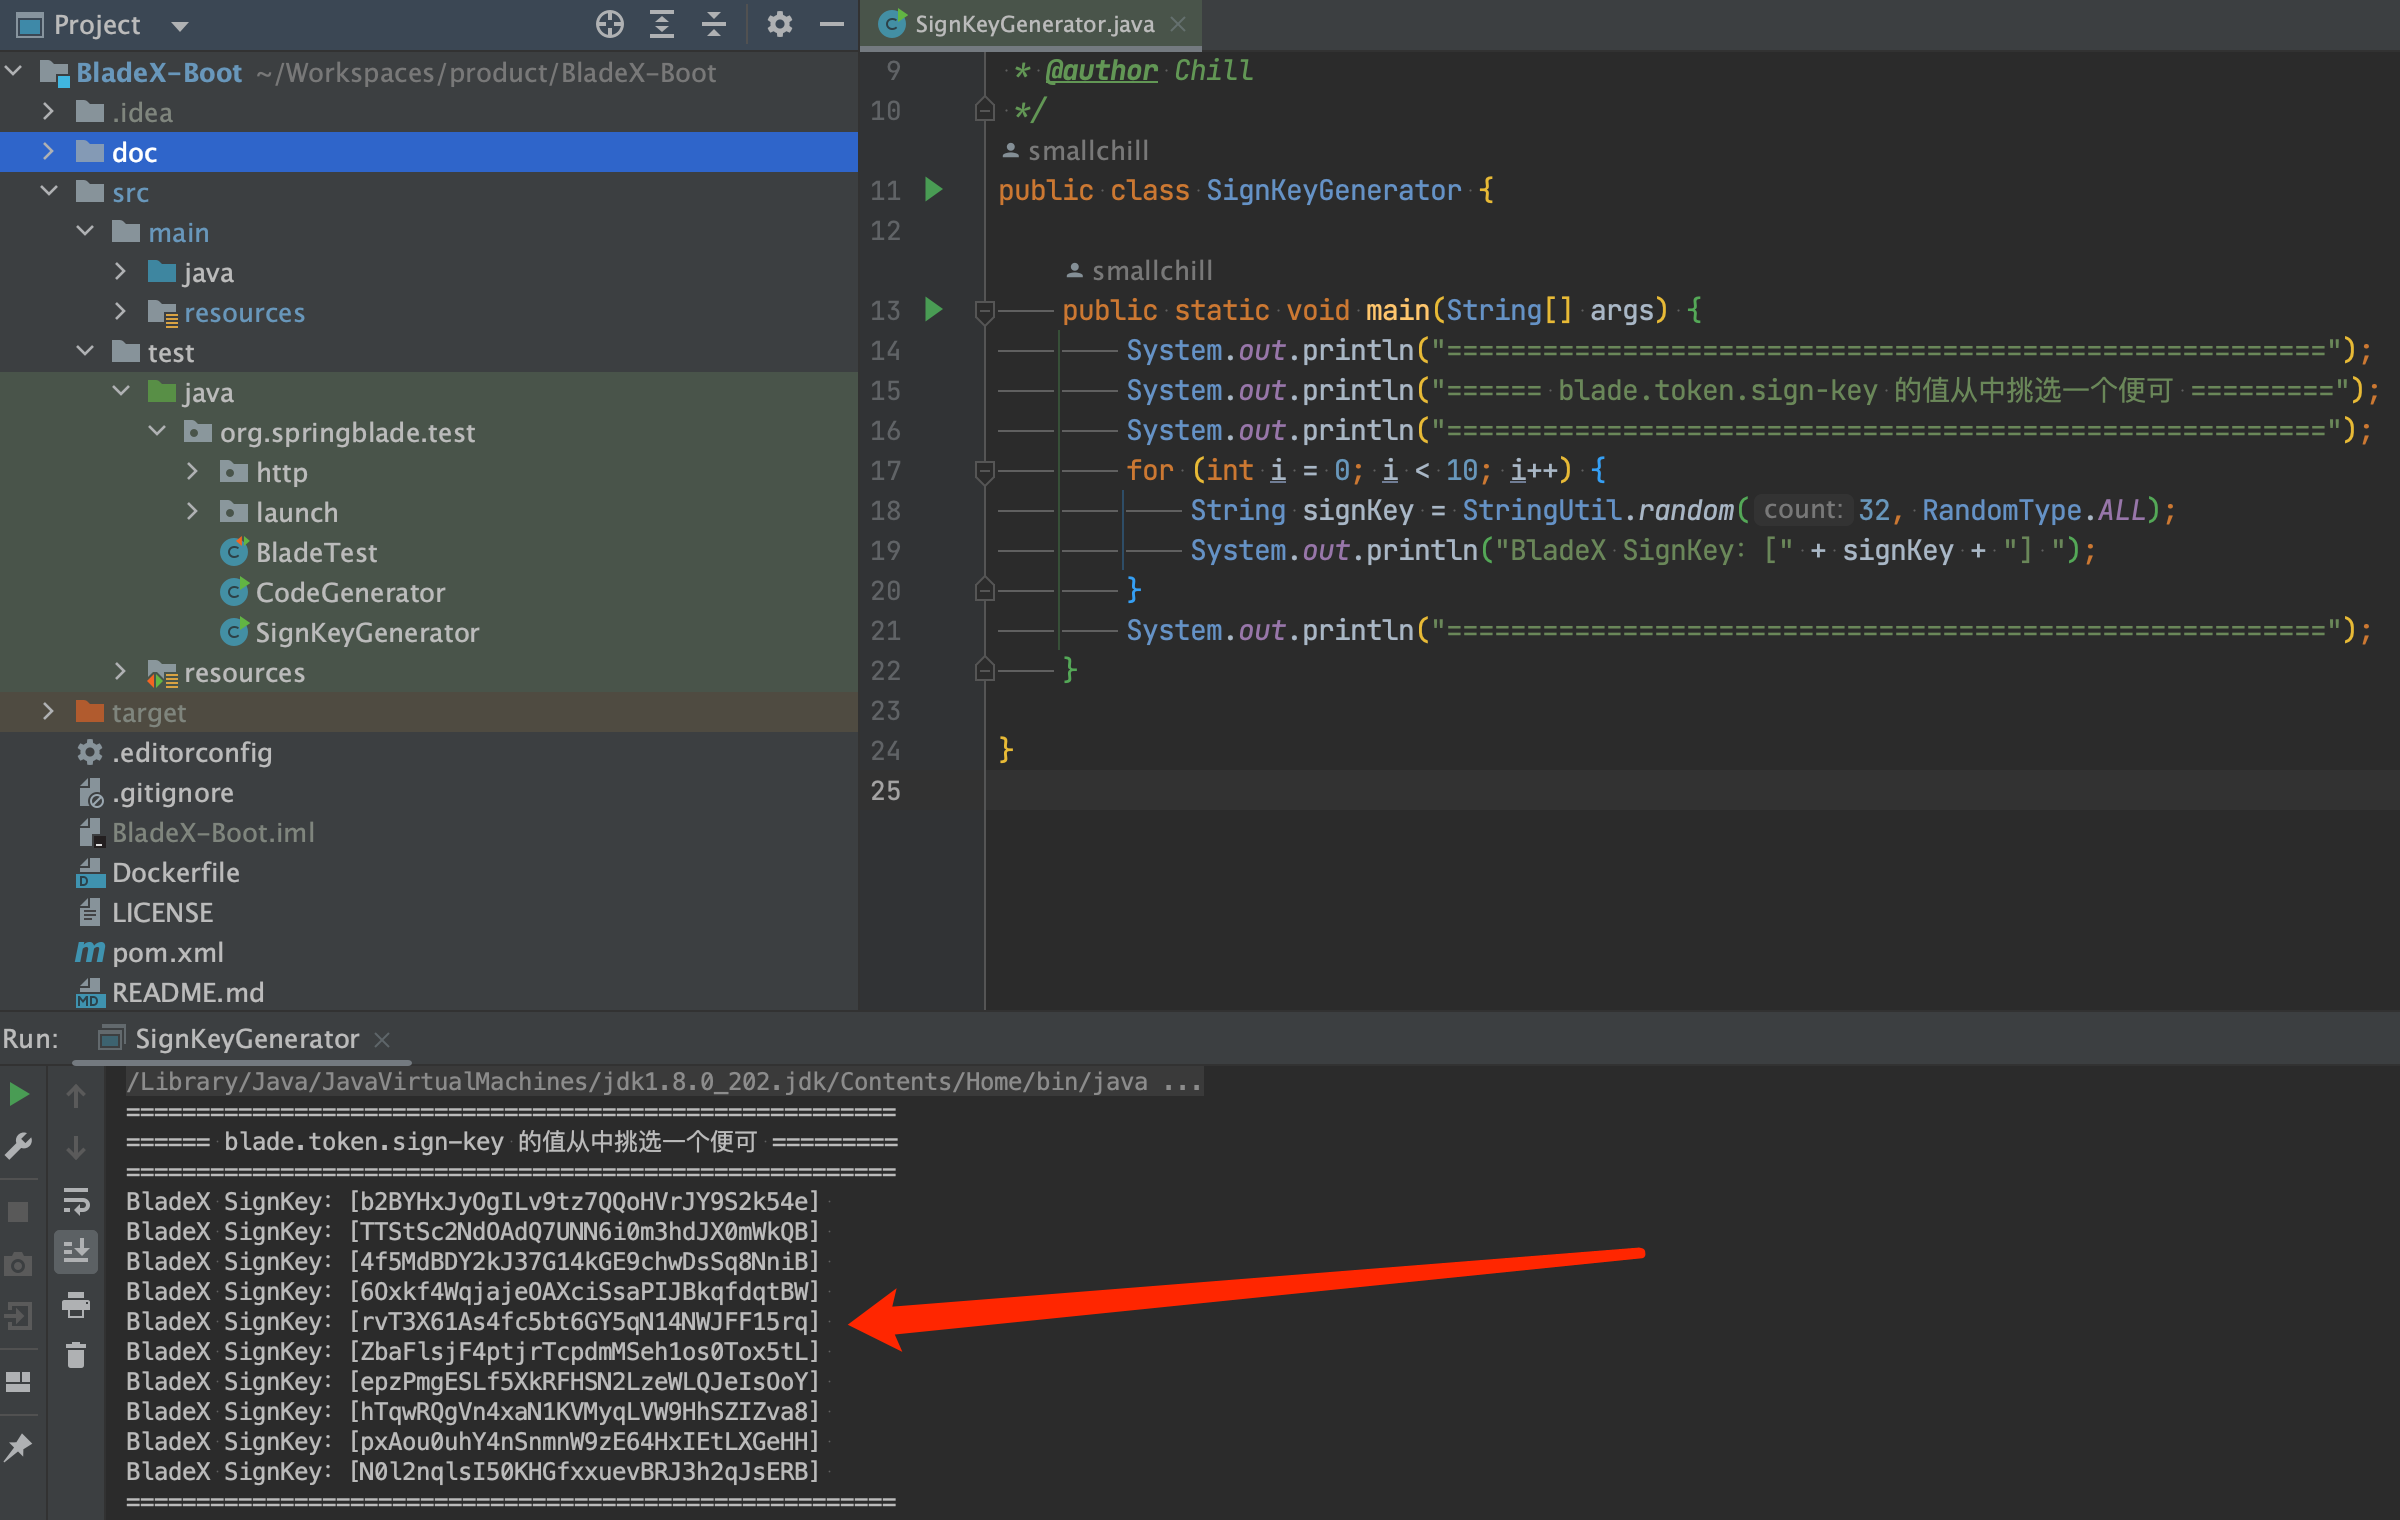 Project
BladeX-Boot ~/Workspaces/product/BladeX-Boot
.idea
doc
src
main
java
resources
test
java
org.springblade.test
http
launch
BladeTest
CodeGenerator
SignKeyGenerator
resources
target
.editorconfig
.gitignore
BladeX-Boot.iml
Dockerfile
LICENSE
pom.xml
README.md
SignKeyGenerator.java
9 * @author Chill
10 */
smallchill
11 public class SignKeyGenerator {
12
smallchill
13 public static void main(String[] args) {
14 System.out.println("=======================================================");
15 System.out.println("====== blade.token.sign-key 的值从中挑选一个便可 =========");
16 System.out.println("=======================================================");
17 for (int i = 0; i < 10; i++) {
18 String signKey = StringUtil.random( count: 32, RandomType.ALL);
19 System.out.println("BladeX SignKey: [" + signKey + "] ");
20 }
21 System.out.println("=======================================================");
22 }
23
24 }
25
Run: SignKeyGenerator
/Library/Java/JavaVirtualMachines/jdk1.8.0_202.jdk/Contents/Home/bin/java ...
=======================================================
====== blade.token.sign-key 的值从中挑选一个便可 =========
=======================================================
BladeX SignKey: [b2BYHxJyOgILv9tz7QQoHVrJY9S2k54e]
BladeX SignKey: [TTStSc2NdOAdQ7UNN6i0m3hdJX0mWkQB]
BladeX SignKey: [4f5MdBDY2kJ37G14kGE9chwDsSq8NniB]
BladeX SignKey: [6Oxkf4WqjajeOAXciSsaPIJBkqfdqtBW]
BladeX SignKey: [rvT3X61As4fc5bt6GY5qN14NWJFF15rq]
BladeX SignKey: [ZbaFlsjF4ptjrTcpdmMSeh1os0Tox5tL]
BladeX SignKey: [epzPmgESLf5XkRFHSN2LzeWLQJeIsOoY]
BladeX SignKey: [hTqwRQgVn4xaN1KVMyqLVW9HhSZIZva8]
BladeX SignKey: [pxAou0uhY4nSnmnW9zE64HxIEtLXGeHH]
BladeX SignKey: [N0l2nqlsI50KHGfxxuevBRJ3h2qJsERB]
=======================================================